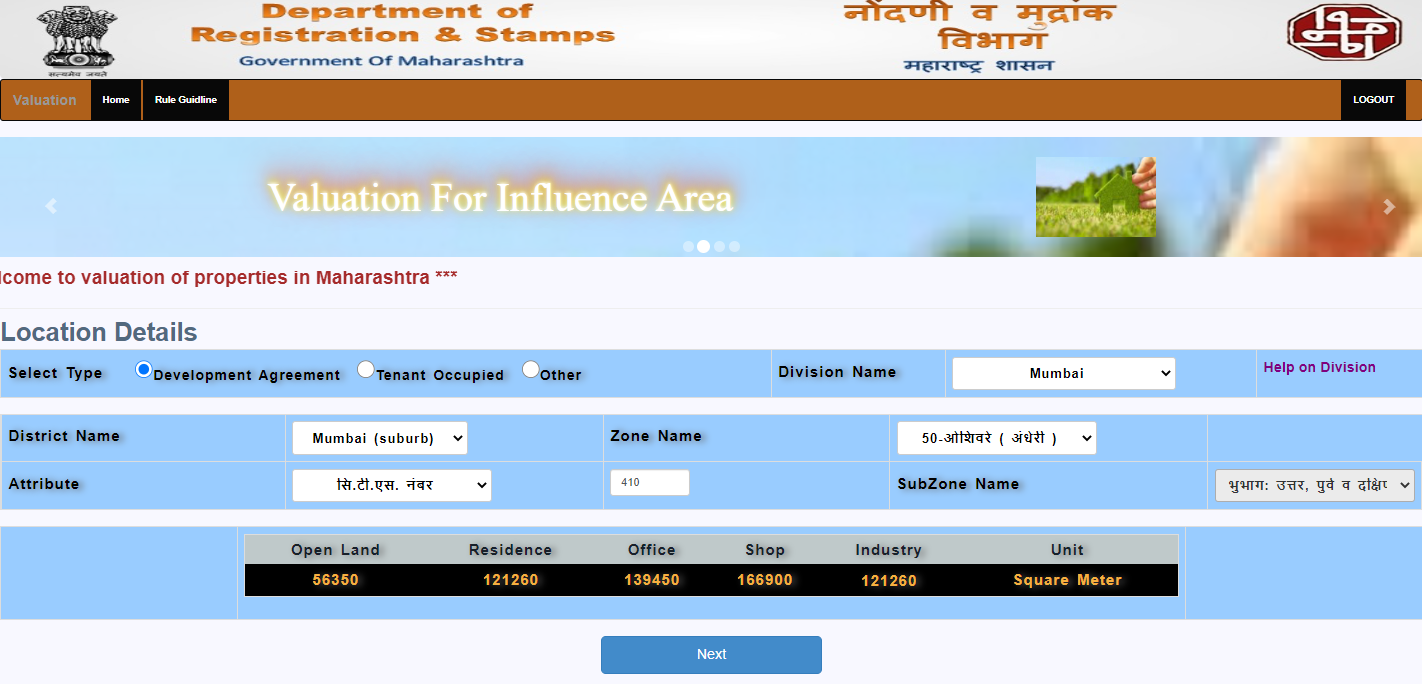 Department of
Registration & Stamps
Government Of Maharashtra
नोंदणी व मुद्रांक
विभाग
महाराष्ट्र शासन
सत्यमेव जयते
Valuation Home Rule Guidline LOGOUT
Valuation For Influence Area
lcome to valuation of properties in Maharashtra ***
Location Details
Select Type Development Agreement Tenant Occupied Other Division Name Mumbai Help on Division
District Name Mumbai (suburb) Zone Name 50-ओशिवरे ( अंधेरी )
Attribute सि.टी.एस. नंबर 410 SubZone Name भुभाग: उत्तर, पुर्व व
Open Land Residence Office Shop Industry Unit
56350 121260 139450 166900 121260 Square Meter
Next